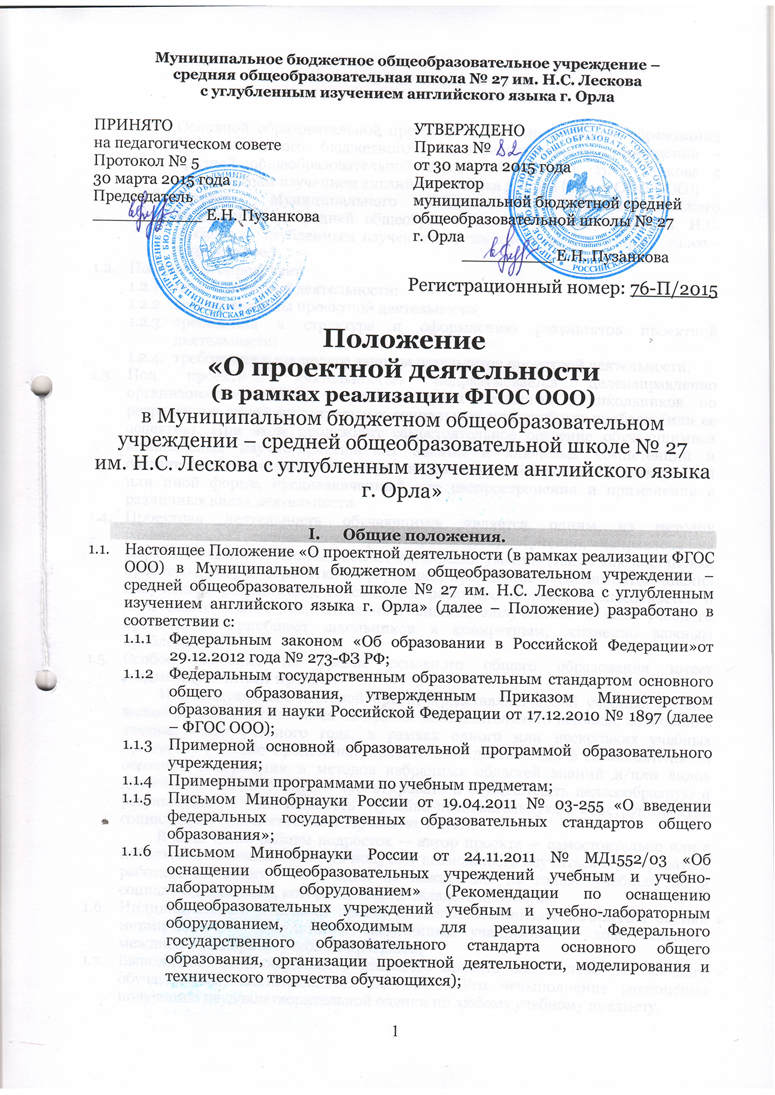 Муниципальное бюджетное общеобразовательное учреждение –
средняя общеобразовательная школа № 27 им. Н.С. Лескова
с углубленным изучением английского языка г. Орла
ПРИНЯТО
на педагогическом совете
Протокол № 5
30 марта 2015 года
Председатель
Е.Н. Пузанкова
УТВЕРЖДЕНО
Приказ № 82
от 30 марта 2015 года
Директор
муниципальной бюджетной средней
общеобразовательной школы № 27
г. Орла
Е.Н. Пузанкова
Регистрационный номер: 76-П/2015
Положение
«О проектной деятельности
(в рамках реализации ФГОС ООО)
в Муниципальном бюджетном общеобразовательном
учреждении – средней общеобразовательной школе № 27
им. Н.С. Лескова с углубленным изучением английского языка
г. Орла»
I. Общие положения.
1.1. Настоящее Положение «О проектной деятельности (в рамках реализации ФГОС
ООО) в Муниципальном бюджетном общеобразовательном учреждении –
средней общеобразовательной школе № 27 им. Н.С. Лескова с углубленным
изучением английского языка г. Орла» (далее – Положение) разработано в
соответствии с:
1.1.1 Федеральным законом «Об образовании в Российской Федерации»от
29.12.2012 года № 273-ФЗ РФ;
1.1.2 Федеральным государственным образовательным стандартом основного
общего образования, утвержденным Приказом Министерством
образования и науки Российской Федерации от 17.12.2010 № 1897 (далее
– ФГОС ООО);
1.1.3 Примерной основной образовательной программой образовательного
учреждения;
1.1.4 Примерными программами по учебным предметам;
1.1.5 Письмом Минобрнауки России от 19.04.2011 № 03-255 «О введении
федеральных государственных образовательных стандартов общего
образования»;
1.1.6 Письмом Минобрнауки России от 24.11.2011 № МД1552/03 «Об
оснащении общеобразовательных учреждений учебным и учебно-
лабораторным оборудованием» (Рекомендации по оснащению
общеобразовательных учреждений учебным и учебно-лабораторным
оборудованием, необходимым для реализации Федерального
государственного образовательного стандарта основного общего
образования, организации проектной деятельности, моделирования и
технического творчества обучающихся);
1